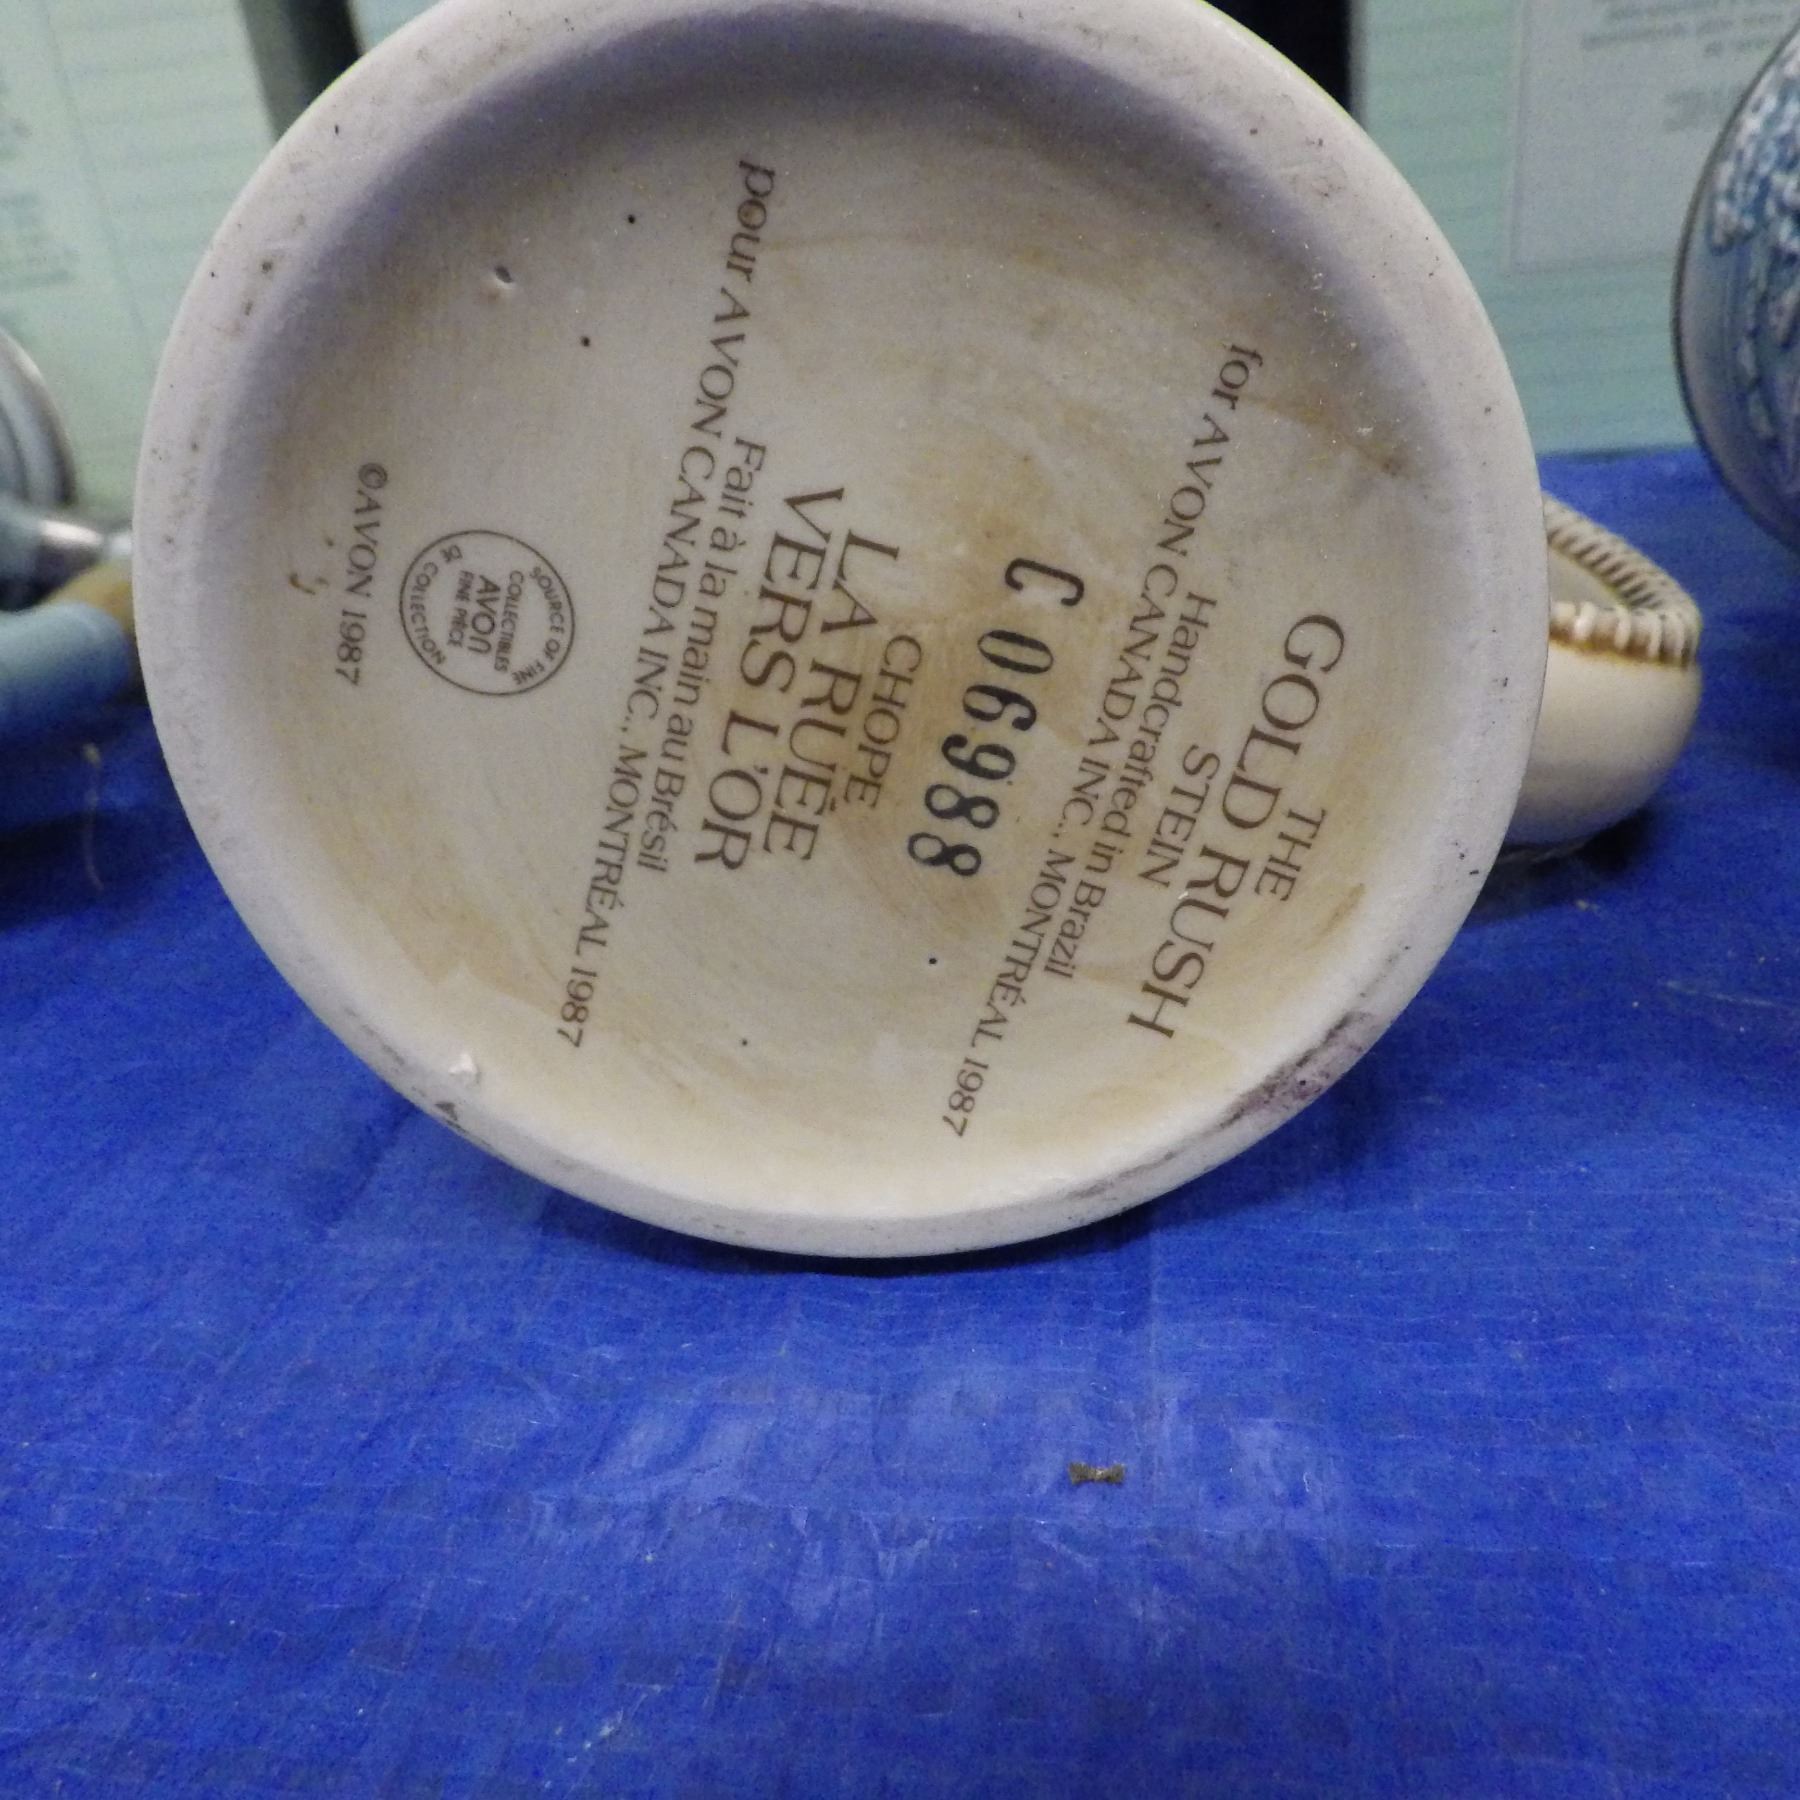 THE
GOLD RUSH
STEIN
Handcrafted in Brazil
for AVON CANADA INC., MONTRÉAL 1987
C 06988
CHOPE
LA RUÉE
VERS L'OR
Fait à la main au Brésil
pour AVON CANADA INC., MONTRÉAL 1987
SOURCE OF FINE
COLLECTIBLES
AVON
FINE PIÈCE
DE COLLECTION
©AVON 1987